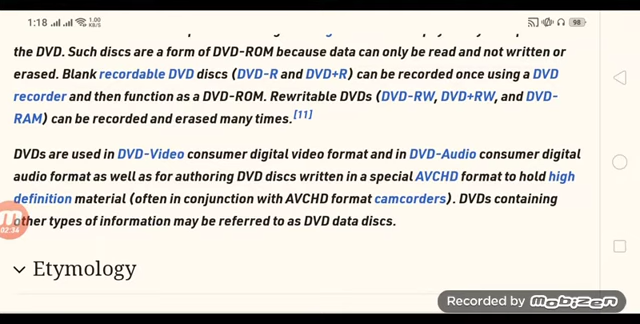 1:18 1.00 KB/s 98
the DVD. Such discs are a form of DVD-ROM because data can only be read and not written or
erased. Blank recordable DVD discs (DVD-R and DVD+R) can be recorded once using a DVD
recorder and then function as a DVD-ROM. Rewritable DVDs (DVD-RW, DVD+RW, and DVD-
RAM) can be recorded and erased many times.[11]
DVDs are used in DVD-Video consumer digital video format and in DVD-Audio consumer digital
audio format as well as for authoring DVD discs written in a special AVCHD format to hold high
definition material (often in conjunction with AVCHD format camcorders). DVDs containing
other types of information may be referred to as DVD data discs.
02:34
Etymology
Recorded by Mobizen